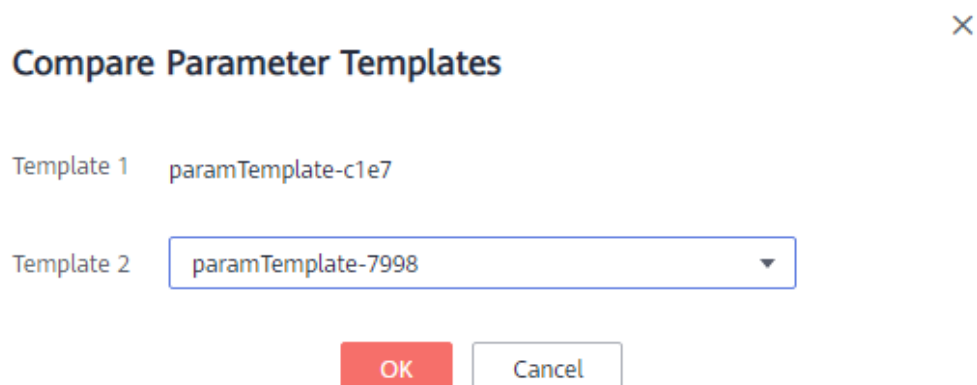 Compare Parameter Templates
Template 1 paramTemplate-c1e7
Template 2 paramTemplate-7998
OK Cancel